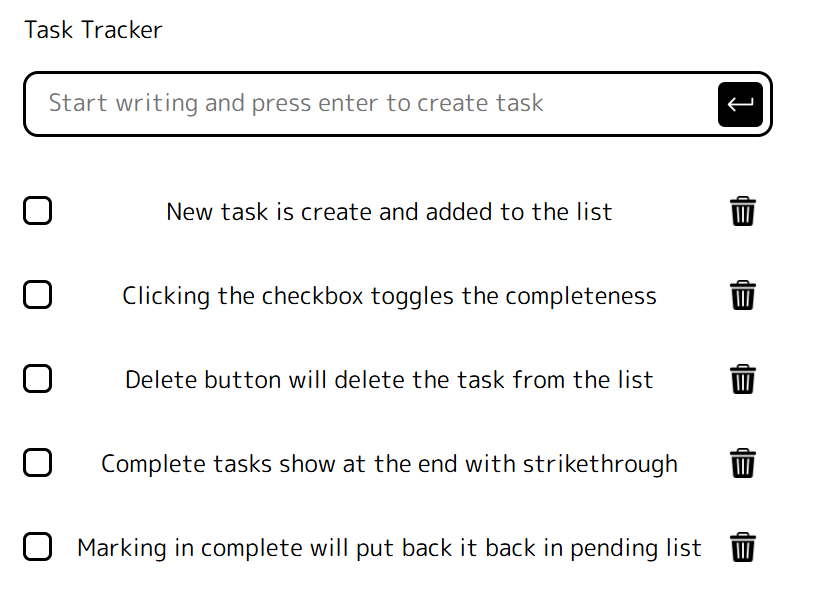 Task Tracker
Start writing and press enter to create task
New task is create and added to the list
Clicking the checkbox toggles the completeness
Delete button will delete the task from the list
Complete tasks show at the end with strikethrough
Marking in complete will put back it back in pending list